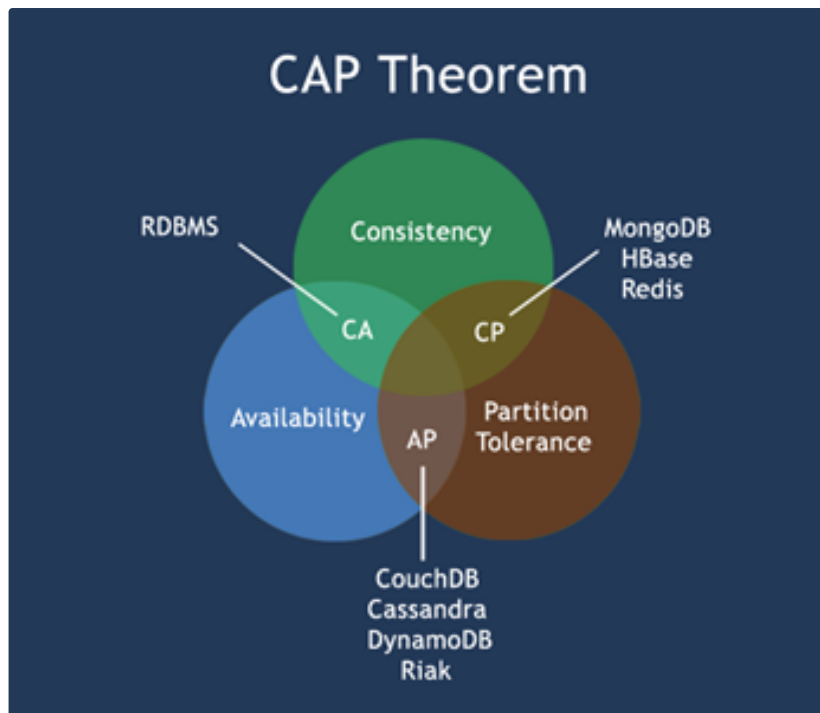 CAP Theorem
RDBMS
Consistency
MongoDB
HBase
Redis
CA
CP
Availability
Partition
Tolerance
AP
CouchDB
Cassandra
DynamoDB
Riak